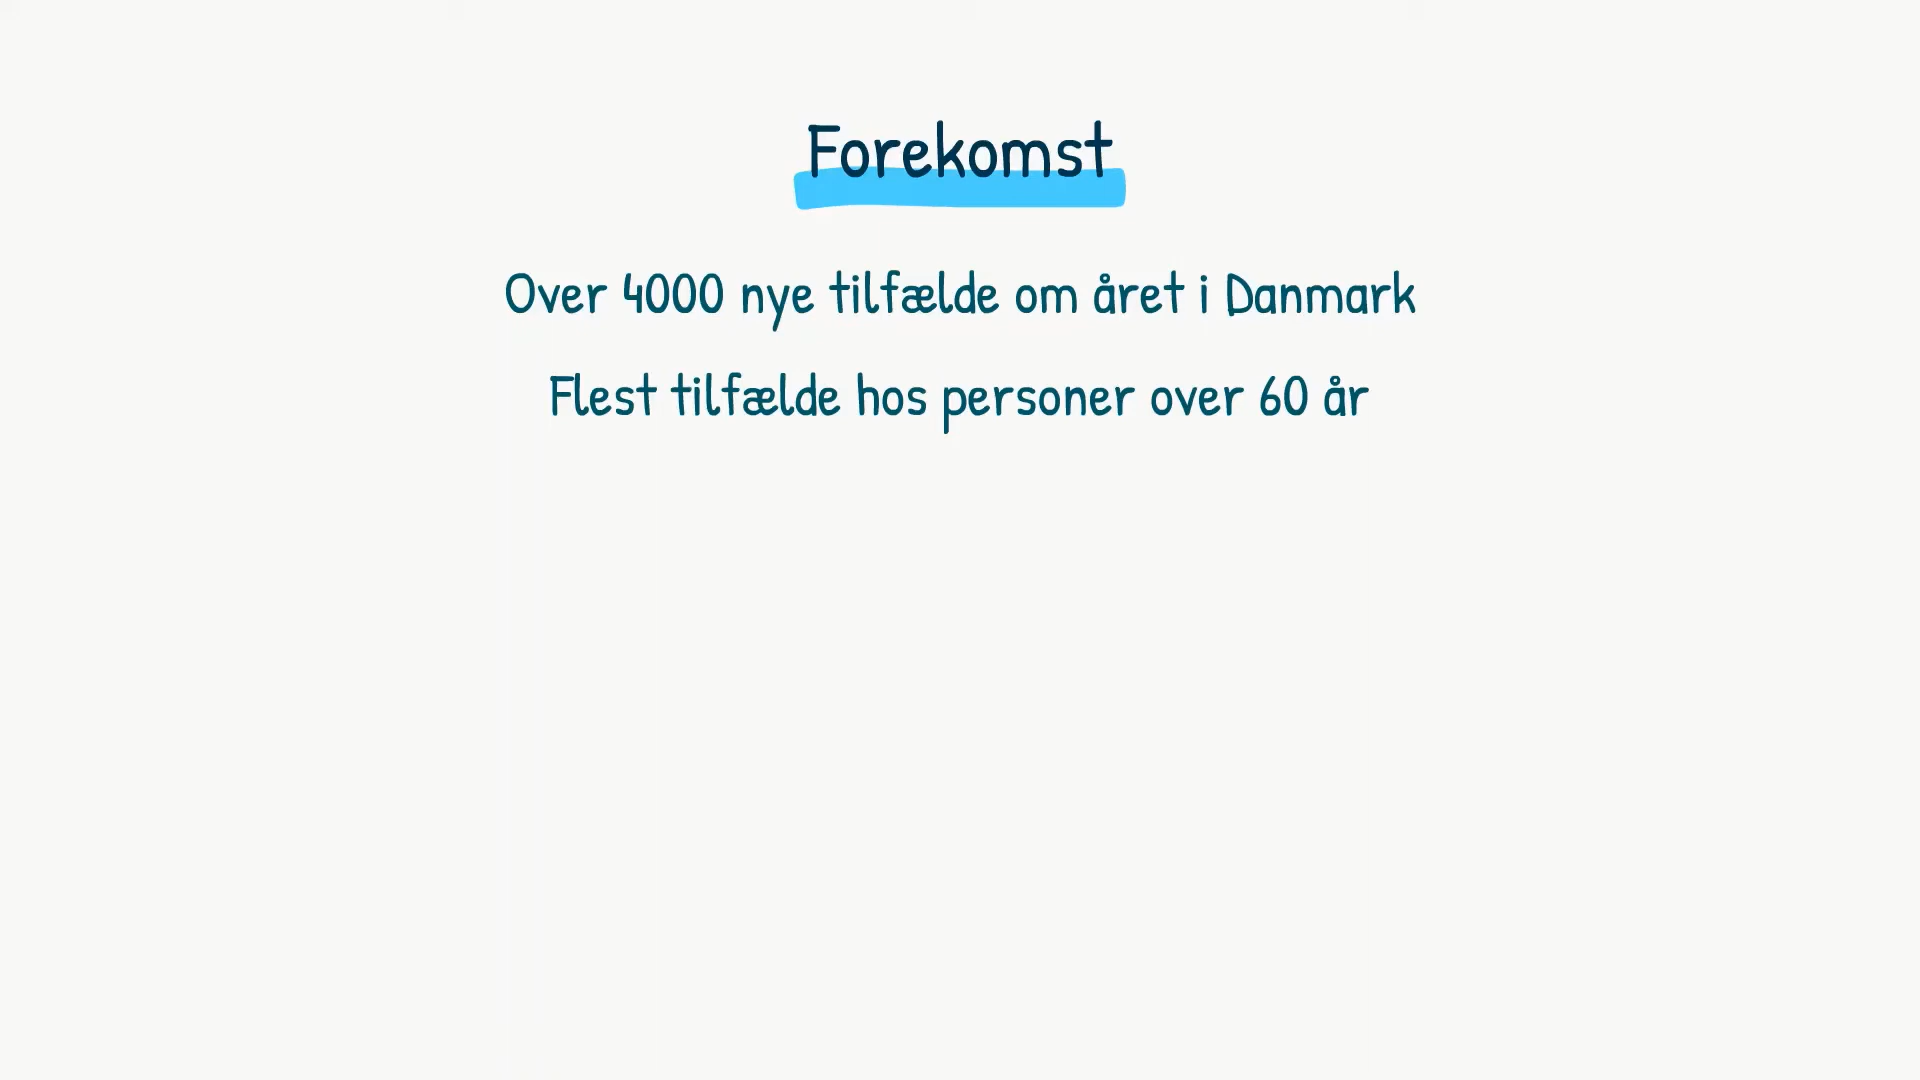 Forekomst
Over 4000 nye tilfælde om året i Danmark
Flest tilfælde hos personer over 60 år